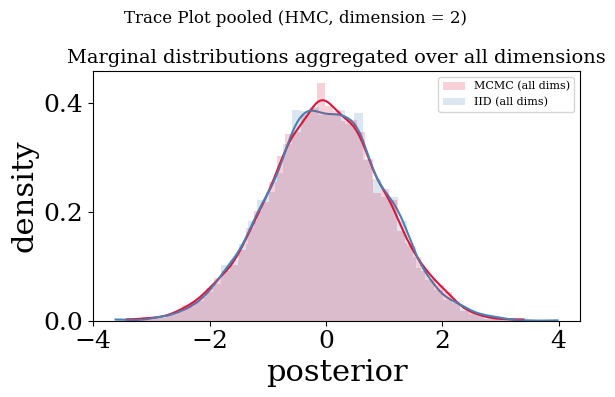 Trace Plot pooled (HMC, dimension = 2)
Marginal distributions aggregated over all dimensions
MCMC (all dims)
IID (all dims)
density
0.4
0.2
0.0
−4
−2
0
2
4
posterior